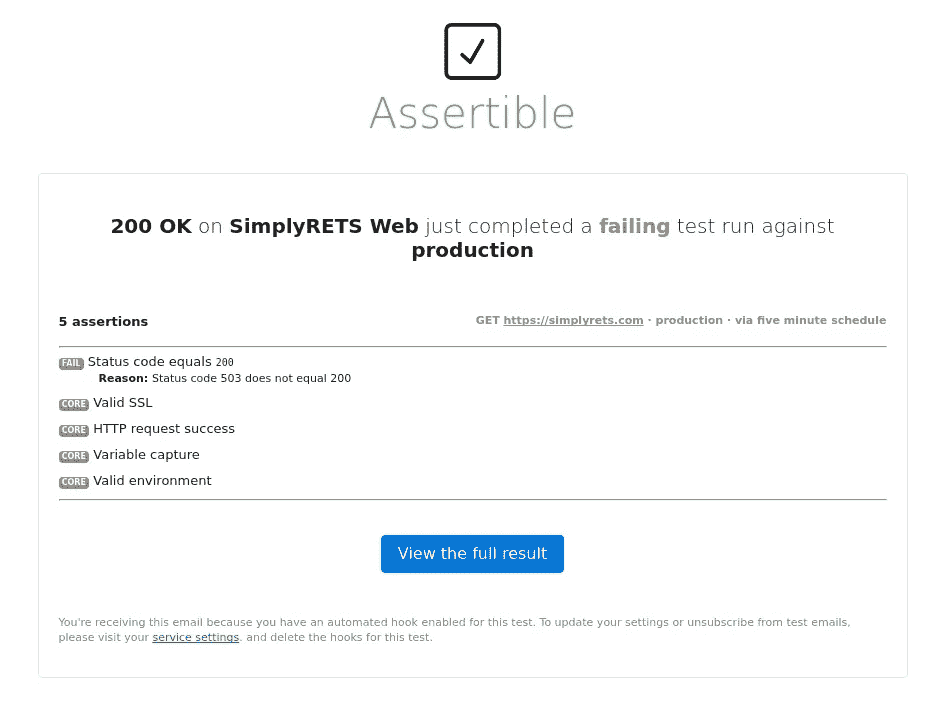 Assertible
200 OK on SimplyRETS Web just completed a failing test run against
production
5 assertions
GET https://simplyrets.com · production · via five minute schedule
FAIL Status code equals 200
Reason: Status code 503 does not equal 200
CORE Valid SSL
CORE HTTP request success
CORE Variable capture
CORE Valid environment
View the full result
You're receiving this email because you have an automated hook enabled for this test. To update your settings or unsubscribe from test emails,
please visit your service settings. and delete the hooks for this test.